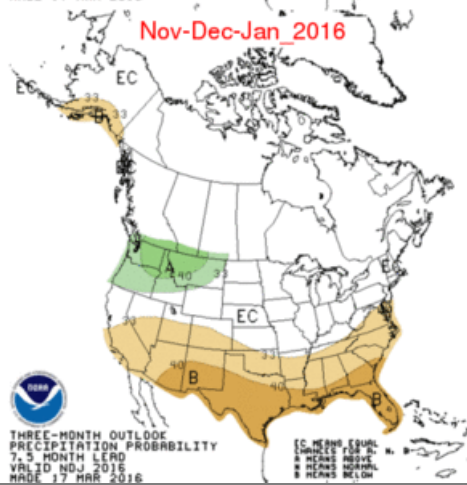 Nov-Dec-Jan_2016
EC
EC
33
33
B
A
40
33
EC
EC
33
33
40
40
B
B
NOAA
THREE-MONTH OUTLOOK
PRECIPITATION PROBABILITY
7.5 MONTH LEAD
VALID NDJ 2016
MADE 17 MAR 2016
EC MEANS EQUAL
CHANCES FOR A, N, B
A MEANS ABOVE
N MEANS NORMAL
B MEANS BELOW